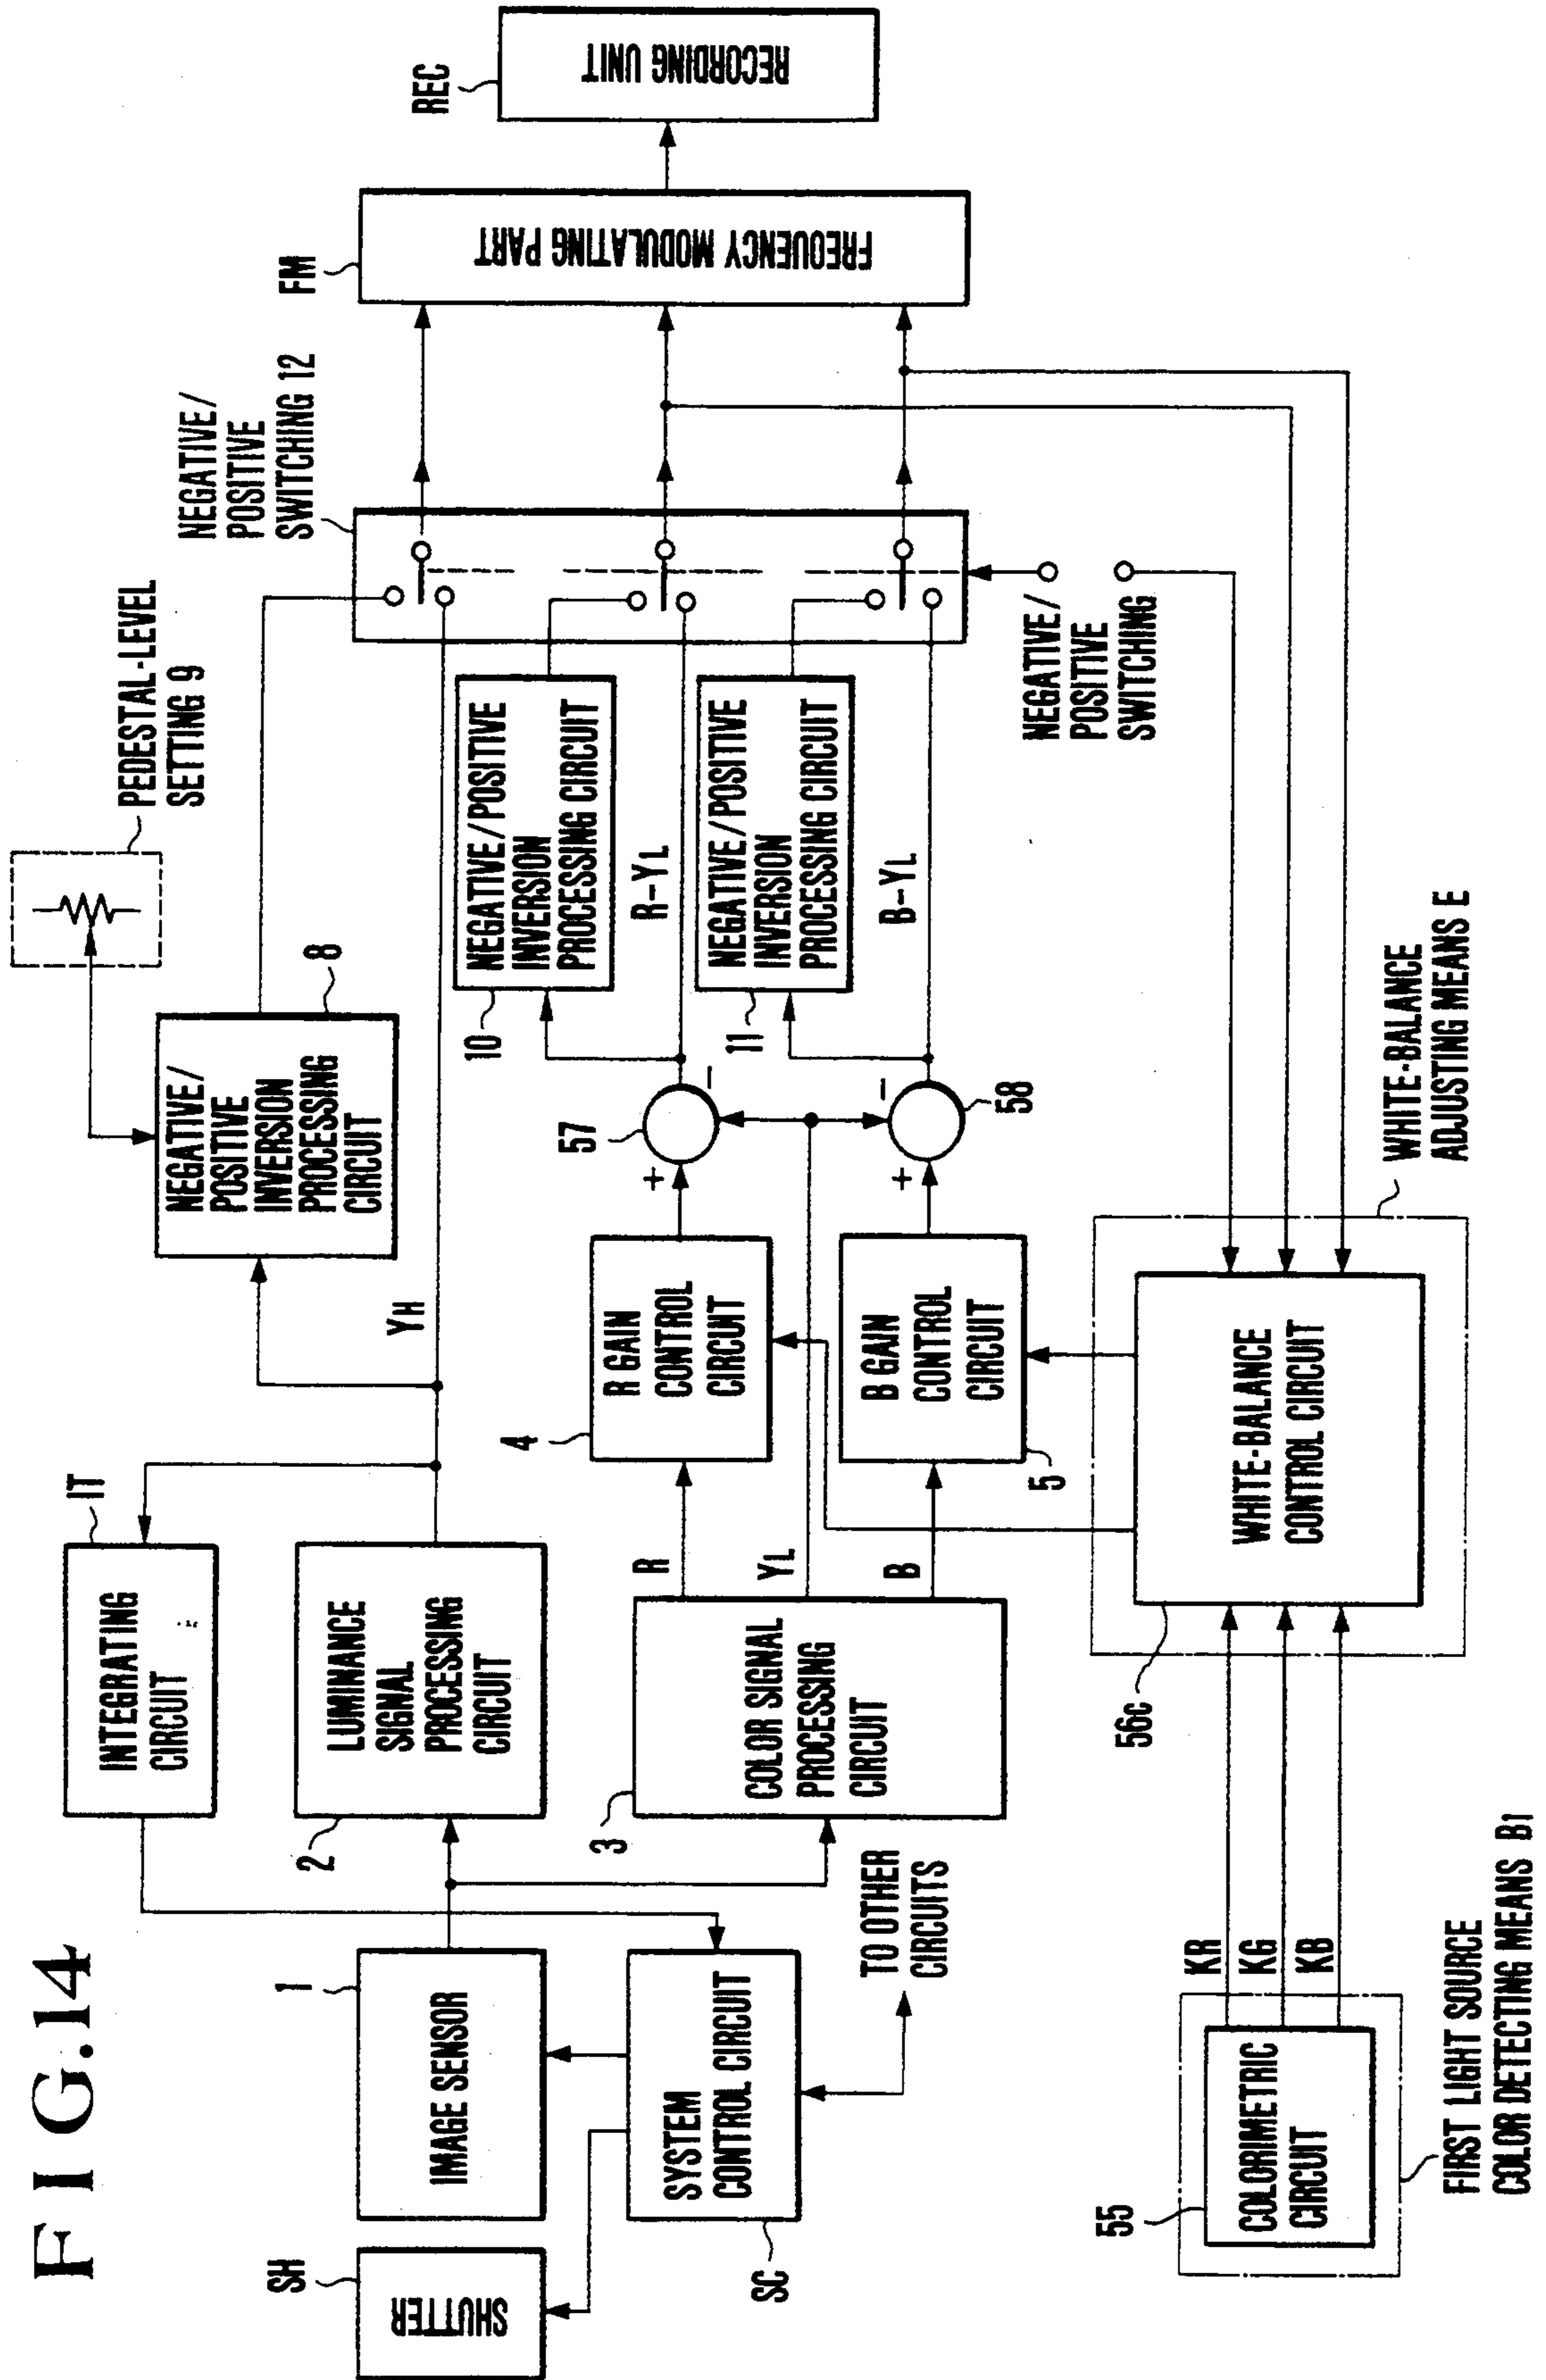 FIG.14
SH
SHUTTER
1
IMAGE SENSOR
SYSTEM
CONTROL CIRCUIT
SC
TO OTHER
CIRCUITS
IT
INTEGRATING
CIRCUIT
2
LUMINANCE
SIGNAL
PROCESSING
CIRCUIT
3
COLOR SIGNAL
PROCESSING
CIRCUIT
R
YL
B
YH
4
R GAIN
CONTROL
CIRCUIT
5
B GAIN
CONTROL
CIRCUIT
8
NEGATIVE/
POSITIVE
INVERSION
PROCESSING
CIRCUIT
PEDESTAL-LEVEL
SETTING 9
57
+
-
58
+
-
10
NEGATIVE/POSITIVE
INVERSION
PROCESSING CIRCUIT
R-YL
11
NEGATIVE/POSITIVE
INVERSION
PROCESSING CIRCUIT
B-YL
NEGATIVE/
POSITIVE
SWITCHING 12
NEGATIVE/
POSITIVE
SWITCHING
FM
FREQUENCY MODULATING PART
REC
RECORDING UNIT
55
COLORIMETRIC
CIRCUIT
KR
KG
KB
FIRST LIGHT SOURCE
COLOR DETECTING MEANS B1
56c
WHITE-BALANCE
CONTROL CIRCUIT
WHITE-BALANCE
ADJUSTING MEANS E